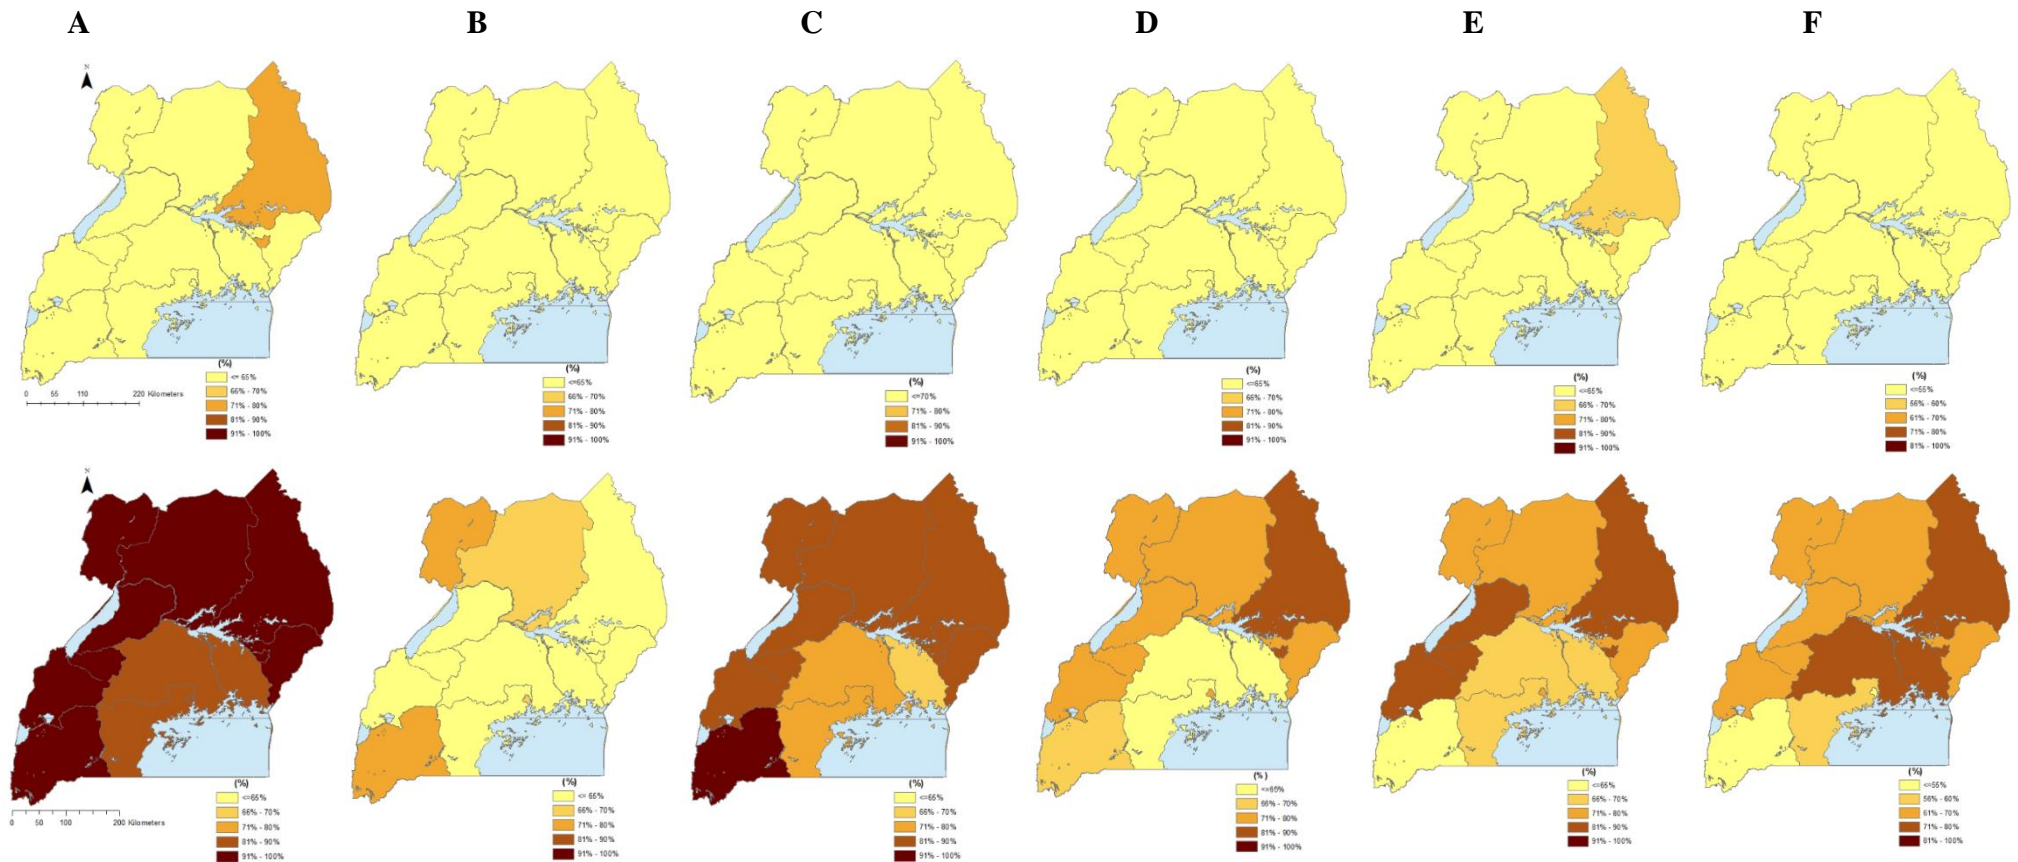 A B C D E F
N
(%)
<= 65%
66% - 70%
71% - 80%
81% - 90%
91% - 100%
0 55 110 220 Kilometers
(%)
<=65%
66% - 70%
71% - 80%
81% - 90%
91% - 100%
(%)
<=70%
71% - 80%
81% - 90%
91% - 100%
(%)
<=65%
66% - 70%
71% - 80%
81% - 90%
91% - 100%
(%)
<=65%
66% - 70%
71% - 80%
81% - 90%
91% - 100%
(%)
<=55%
56% - 60%
61% - 70%
71% - 80%
81% - 100%
N
(%)
<=65%
66% - 70%
71% - 80%
81% - 90%
91% - 100%
0 50 100 200 Kilometers
(%)
<= 65%
66% - 70%
71% - 80%
81% - 90%
91% - 100%
(%)
<=65%
66% - 70%
71% - 80%
81% - 90%
91% - 100%
(% )
<=65%
66% - 70%
71% - 80%
81% - 90%
91% - 100%
(%)
<=65%
66% - 70%
71% - 80%
81% - 90%
91% - 100%
(%)
<=55%
56% - 60%
61% - 70%
71% - 80%
81% - 100%